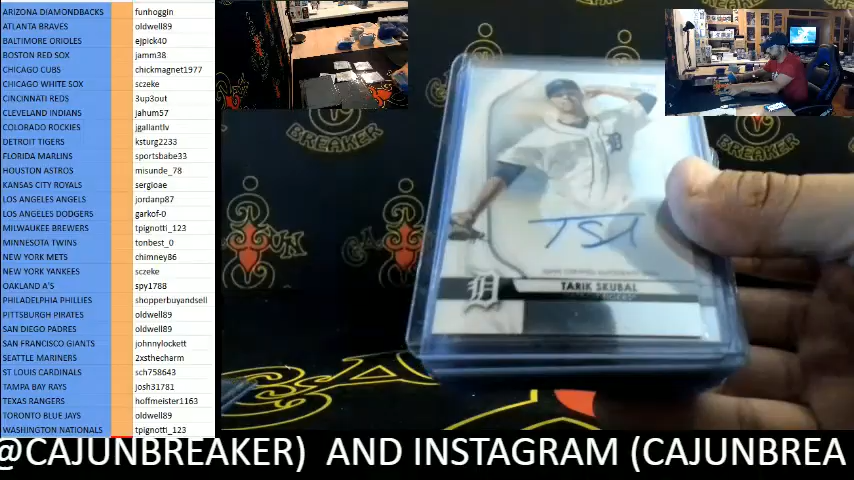 ARIZONA DIAMONDBACKS funhoggin
ATLANTA BRAVES oldwell89
BALTIMORE ORIOLES ejpick40
BOSTON RED SOX jamm38
CHICAGO CUBS chickmagnet1977
CHICAGO WHITE SOX sczeke
CINCINNATI REDS 3up3out
CLEVELAND INDIANS jahum57
COLORADO ROCKIES jgallantlv
DETROIT TIGERS ksturg2233
FLORIDA MARLINS sportsbabe33
HOUSTON ASTROS misunde_78
KANSAS CITY ROYALS sergioae
LOS ANGELES ANGELS jordanp87
LOS ANGELES DODGERS garkof-0
MILWAUKEE BREWERS tpignotti_123
MINNESOTA TWINS tonbest_0
NEW YORK METS chimney86
NEW YORK YANKEES sczeke
OAKLAND A'S spy1788
PHILADELPHIA PHILLIES shopperbuyandsell
PITTSBURGH PIRATES oldwell89
SAN DIEGO PADRES oldwell89
SAN FRANCISCO GIANTS johnnylockett
SEATTLE MARINERS 2xsthecharm
ST LOUIS CARDINALS sch758643
TAMPA BAY RAYS josh31781
TEXAS RANGERS hoffmeister1163
TORONTO BLUE JAYS oldwell89
WASHINGTON NATIONALS tpignotti_123
BREAKER
D
TARIK SKUBAL
@CAJUNBREAKER) AND INSTAGRAM (CAJUNBREA